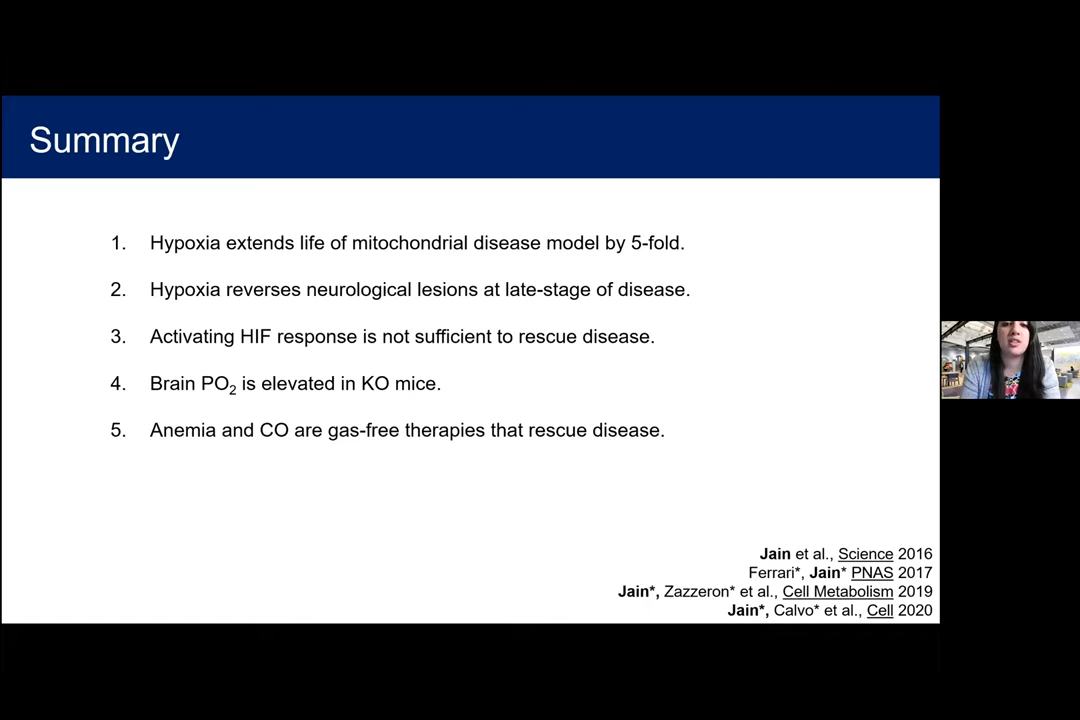 Summary
1. Hypoxia extends life of mitochondrial disease model by 5-fold.
2. Hypoxia reverses neurological lesions at late-stage of disease.
3. Activating HIF response is not sufficient to rescue disease.
4. Brain PO2 is elevated in KO mice.
5. Anemia and CO are gas-free therapies that rescue disease.
Jain et al., Science 2016
Ferrari*, Jain* PNAS 2017
Jain*, Zazzeron* et al., Cell Metabolism 2019
Jain*, Calvo* et al., Cell 2020